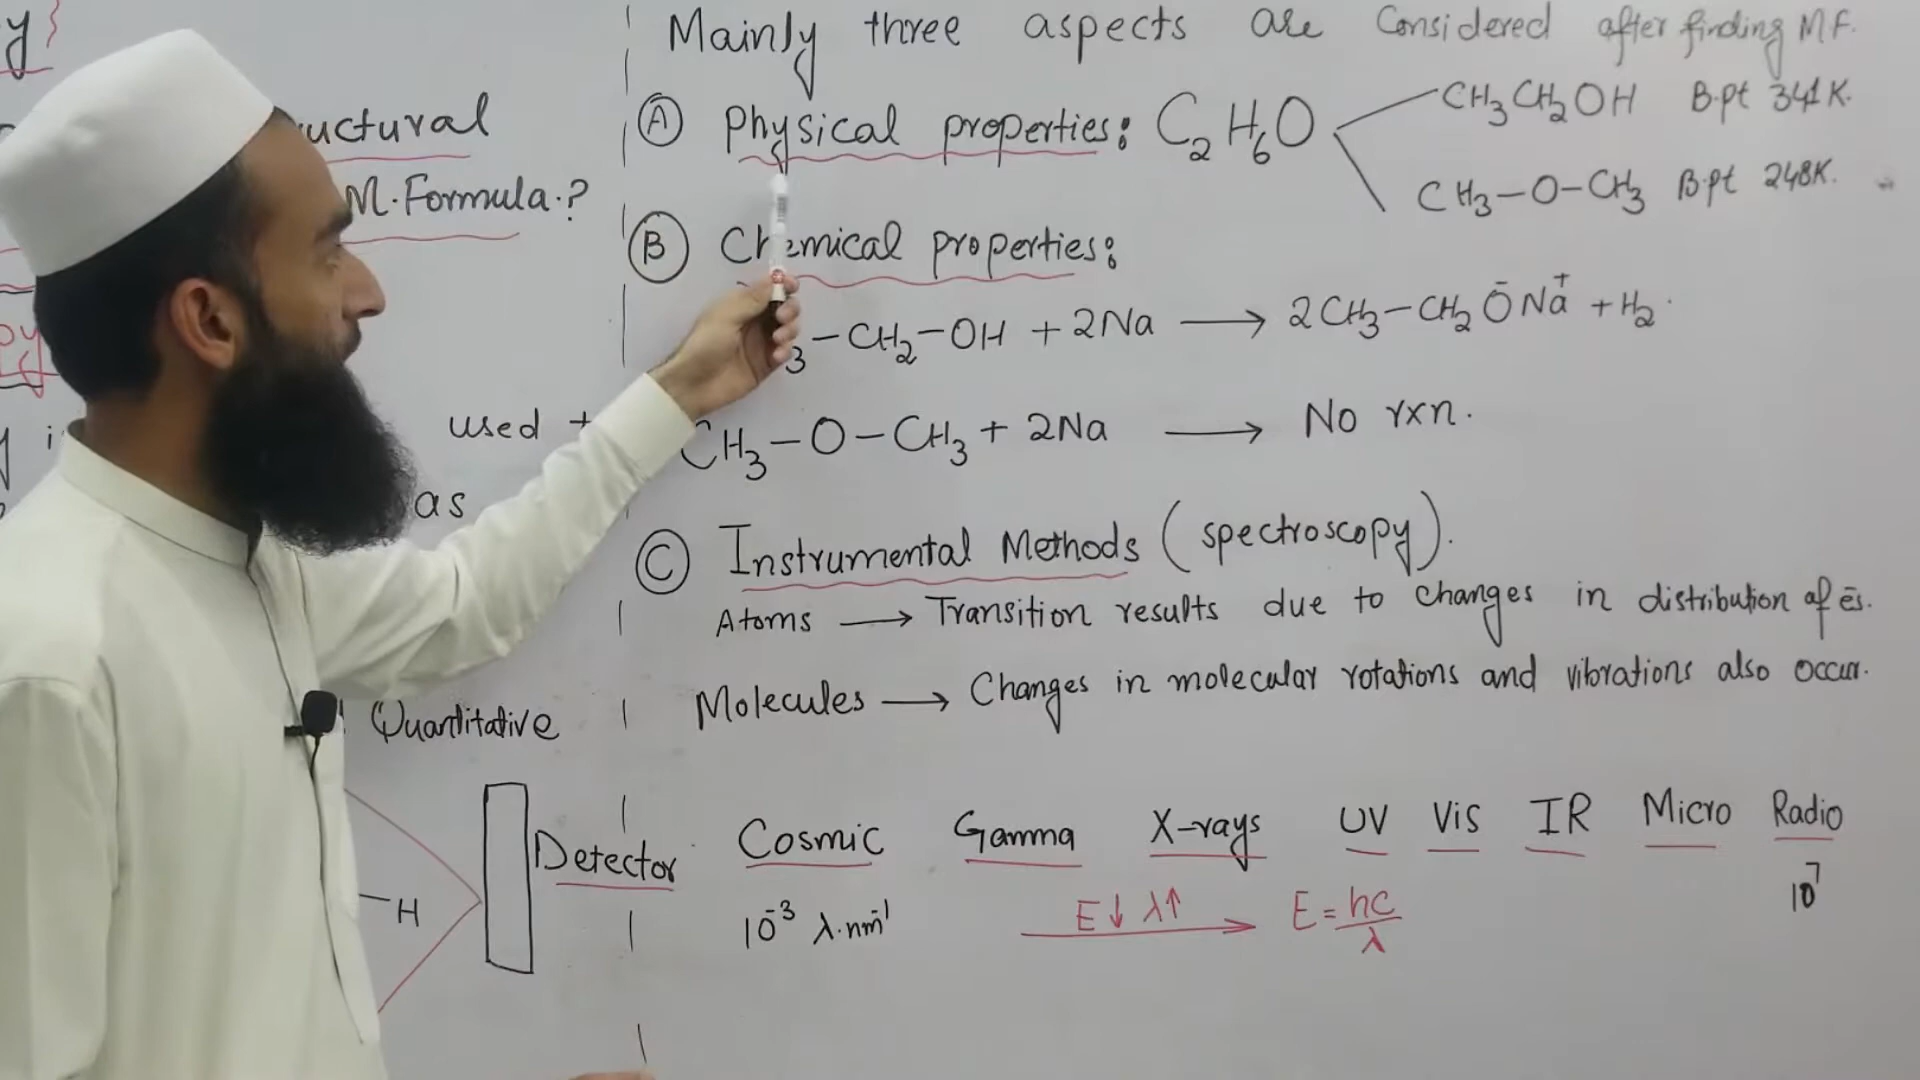 uctural
M.Formula.?
used
as
Quantitative
-H
Detector
Mainly three aspects are Considered after finding M.F.
(A) Physical properties: C₂H₆O
CH₃CH₂OH B.pt 341K.
CH₃-O-CH₃ B.pt 248K.
(B) Chemical properties:
₃-CH₂-OH + 2Na ⟶ 2CH₃-CH₂ŌNa⁺ + H₂.
CH₃-O-CH₃ + 2Na ⟶ No rxn.
(C) Instrumental Methods (spectroscopy).
Atoms ⟶ Transition results due to changes in distribution of ēs.
Molecules ⟶ Changes in molecular rotations and vibrations also occur.
Cosmic Gamma X-rays UV Vis IR Micro Radio
10⁻³ λ.nm⁻¹ E↓ λ↑ E = hc/λ 10⁷